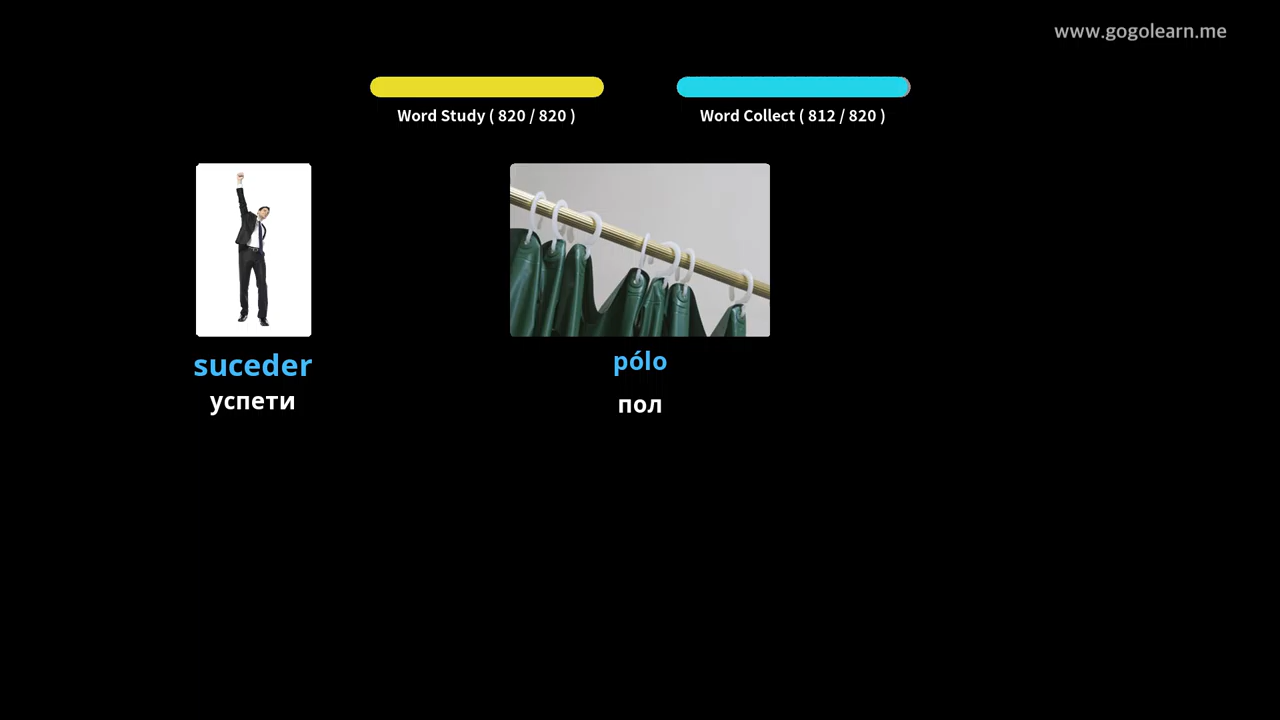 www.gogolearn.me
Word Study ( 820 / 820 )
Word Collect ( 812 / 820 )
suceder
успети
pólo
пол